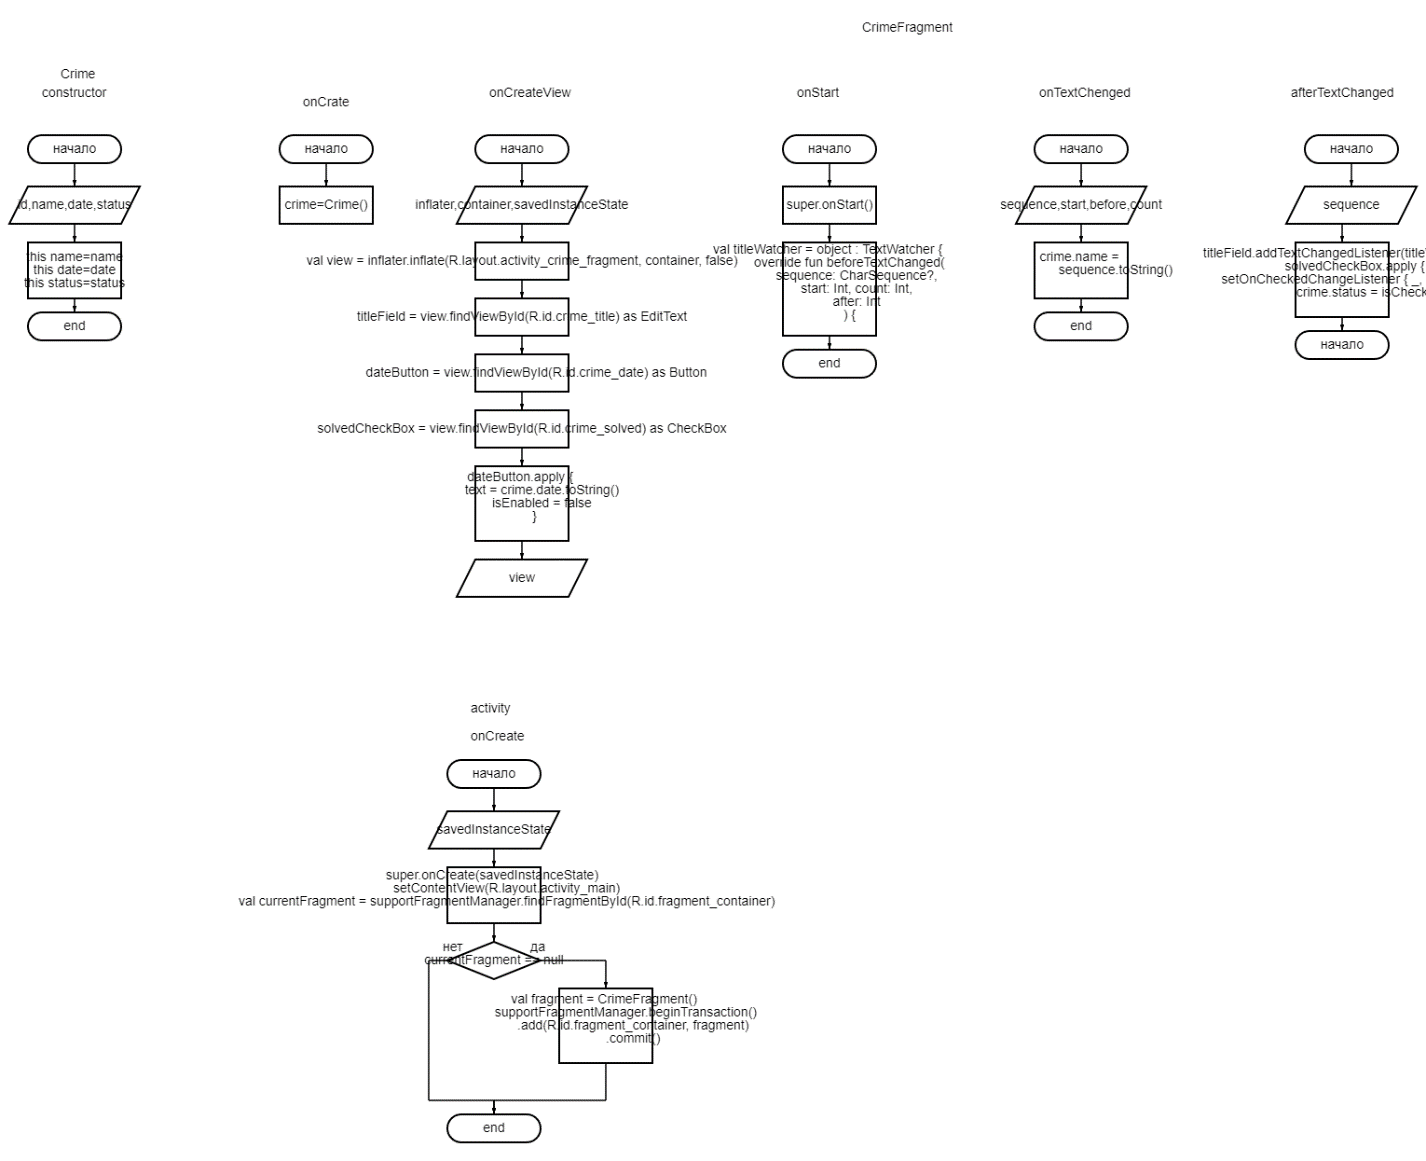 CrimeFragment
Crime
constructor
начало
id,name,date,status
this name=name
this date=date
this status=status
end
onCrate
начало
crime=Crime()
onCreateView
начало
inflater,container,savedInstanceState
val view = inflater.inflate(R.layout.activity_crime_fragment, container, false)
titleField = view.findViewById(R.id.crime_title) as EditText
dateButton = view.findViewById(R.id.crime_date) as Button
solvedCheckBox = view.findViewById(R.id.crime_solved) as CheckBox
dateButton.apply {
text = crime.date.toString()
isEnabled = false
}
view
onStart
начало
super.onStart()
val titleWatcher = object : TextWatcher {
override fun beforeTextChanged(
sequence: CharSequence?,
start: Int, count: Int,
after: Int
) {
end
onTextChenged
начало
sequence,start,before,count
crime.name =
sequence.toString()
end
afterTextChanged
начало
sequence
titleField.addTextChangedListener(title
solvedCheckBox.apply {
setOnCheckedChangeListener { _,
crime.status = isCheck
начало
activity
onCreate
начало
savedInstanceState
super.onCreate(savedInstanceState)
setContentView(R.layout.activity_main)
val currentFragment = supportFragmentManager.findFragmentById(R.id.fragment_container)
нет да
currentFragment == null
val fragment = CrimeFragment()
supportFragmentManager.beginTransaction()
.add(R.id.fragment_container, fragment)
.commit()
end